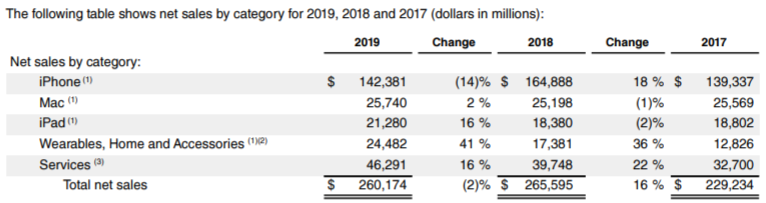 The following table shows net sales by category for 2019, 2018 and 2017 (dollars in millions):
2019 Change 2018 Change 2017
Net sales by category:
iPhone (1) $ 142,381 (14)% $ 164,888 18 % $ 139,337
Mac (1) 25,740 2 % 25,198 (1)% 25,569
iPad (1) 21,280 16 % 18,380 (2)% 18,802
Wearables, Home and Accessories (1)(2) 24,482 41 % 17,381 36 % 12,826
Services (3) 46,291 16 % 39,748 22 % 32,700
Total net sales $ 260,174 (2)% $ 265,595 16 % $ 229,234